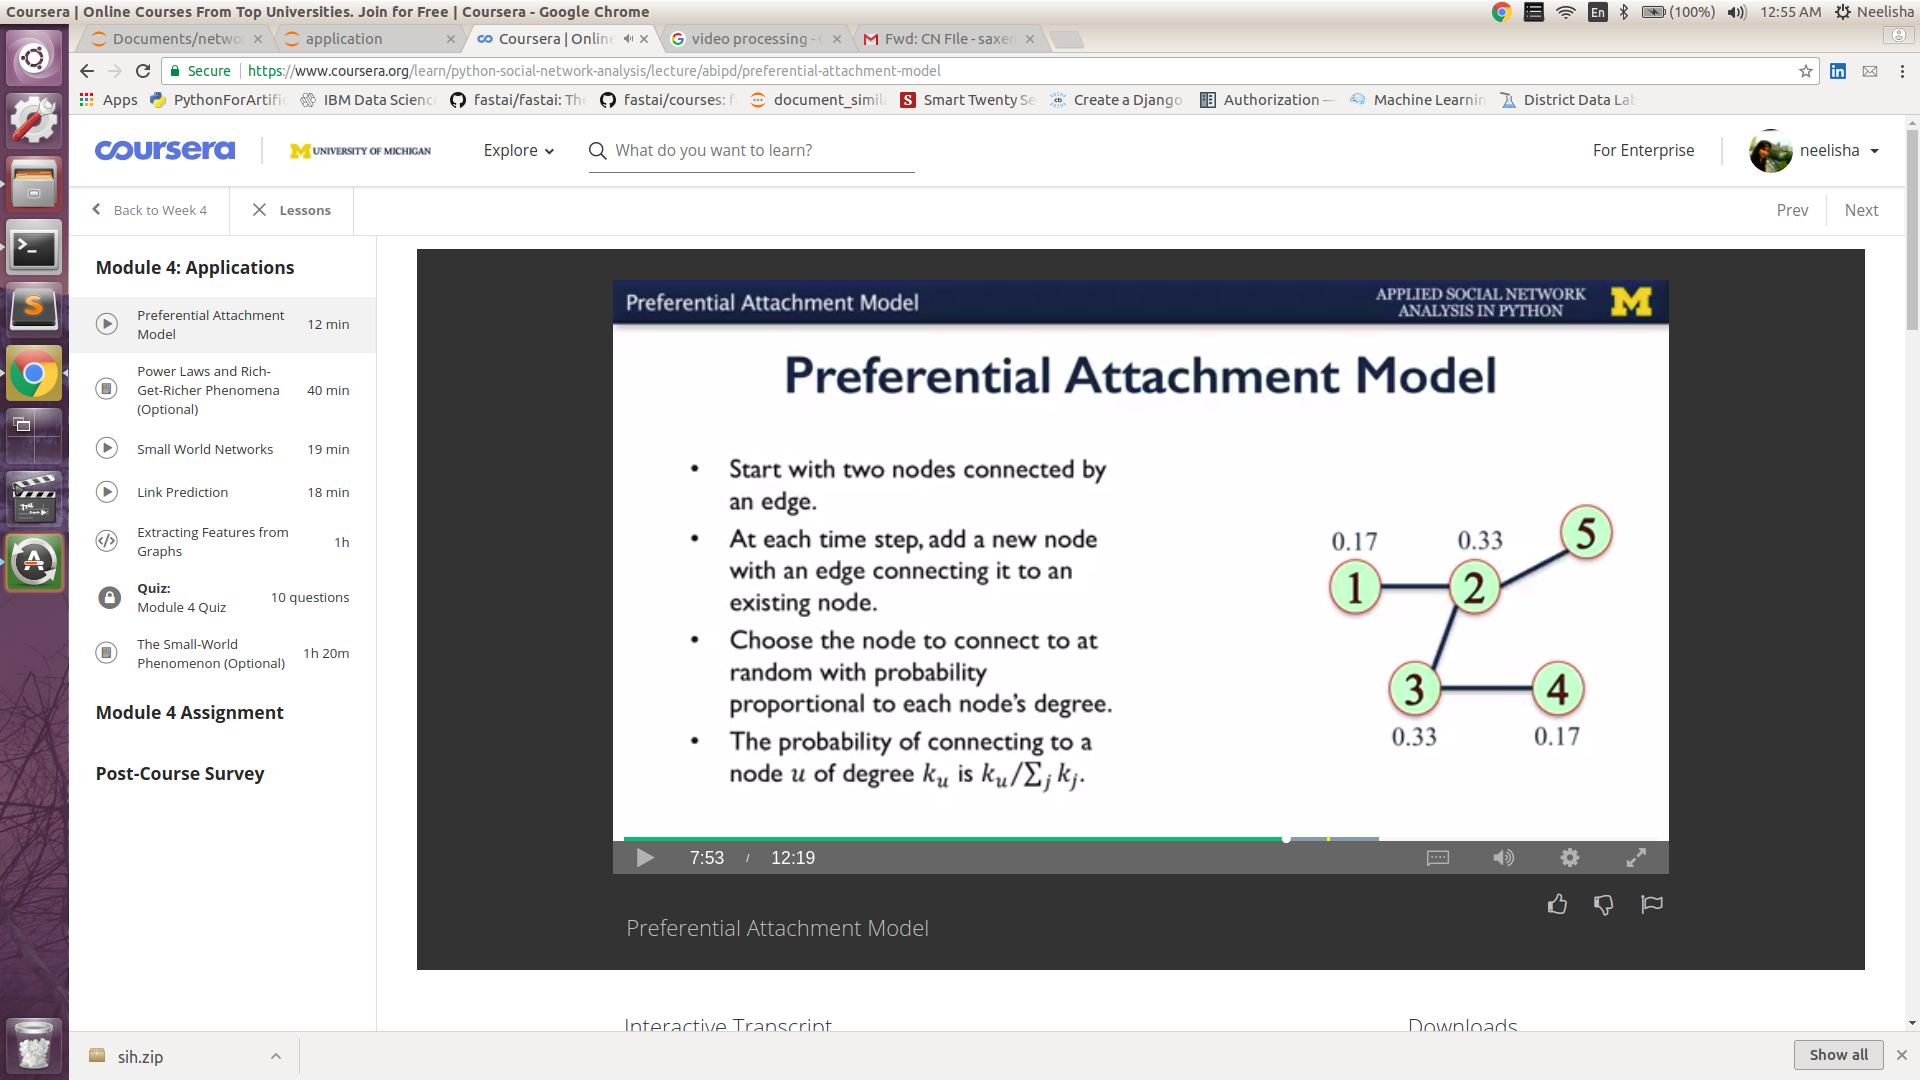 Coursera | Online Courses From Top Universities. Join for Free | Coursera - Google Chrome
En (100%) 12:55 AM Neelisha
Documents/netwo
application
Coursera | Online
video processing - G
Fwd: CN FIle - saxen
Secure https://www.coursera.org/learn/python-social-network-analysis/lecture/abipd/preferential-attachment-model
Apps PythonForArtifi IBM Data Science fastai/fastai: The fastai/courses: f document_simil Smart Twenty Se Create a Django Authorization — Machine Learnin District Data Lab
coursera
UNIVERSITY OF MICHIGAN
Explore
What do you want to learn?
For Enterprise
neelisha
Back to Week 4
Lessons
Prev
Next
Module 4: Applications
Preferential Attachment
Model
12 min
Power Laws and Rich-
Get-Richer Phenomena
(Optional)
40 min
Small World Networks
19 min
Link Prediction
18 min
Extracting Features from
Graphs
1h
Quiz:
Module 4 Quiz
10 questions
The Small-World
Phenomenon (Optional)
1h 20m
Module 4 Assignment
Post-Course Survey
Preferential Attachment Model
APPLIED SOCIAL NETWORK
ANALYSIS IN PYTHON
M
Preferential Attachment Model
• Start with two nodes connected by
an edge.
• At each time step, add a new node
with an edge connecting it to an
existing node.
• Choose the node to connect to at
random with probability
proportional to each node's degree.
• The probability of connecting to a
node u of degree kᵤ is kᵤ/∑ⱼ kⱼ.
0.17
0.33
5
1
2
3
4
0.33
0.17
7:53 / 12:19
Preferential Attachment Model
Interactive Transcript
Downloads
sih.zip
Show all